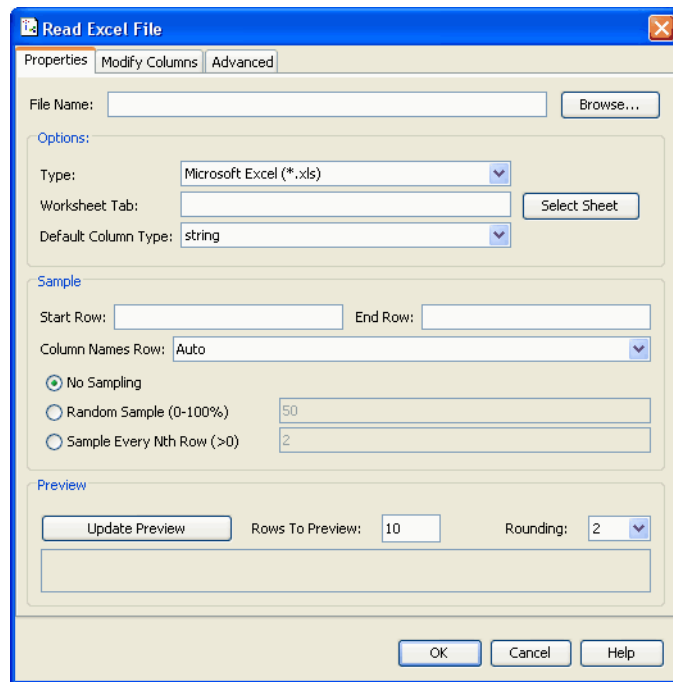 Read Excel File
Properties Modify Columns Advanced
File Name: Browse...
Options:
Type: Microsoft Excel (*.xls)
Worksheet Tab: Select Sheet
Default Column Type: string
Sample
Start Row: End Row:
Column Names Row: Auto
No Sampling
Random Sample (0-100%) 50
Sample Every Nth Row (>0) 2
Preview
Update Preview Rows To Preview: 10 Rounding: 2
OK Cancel Help